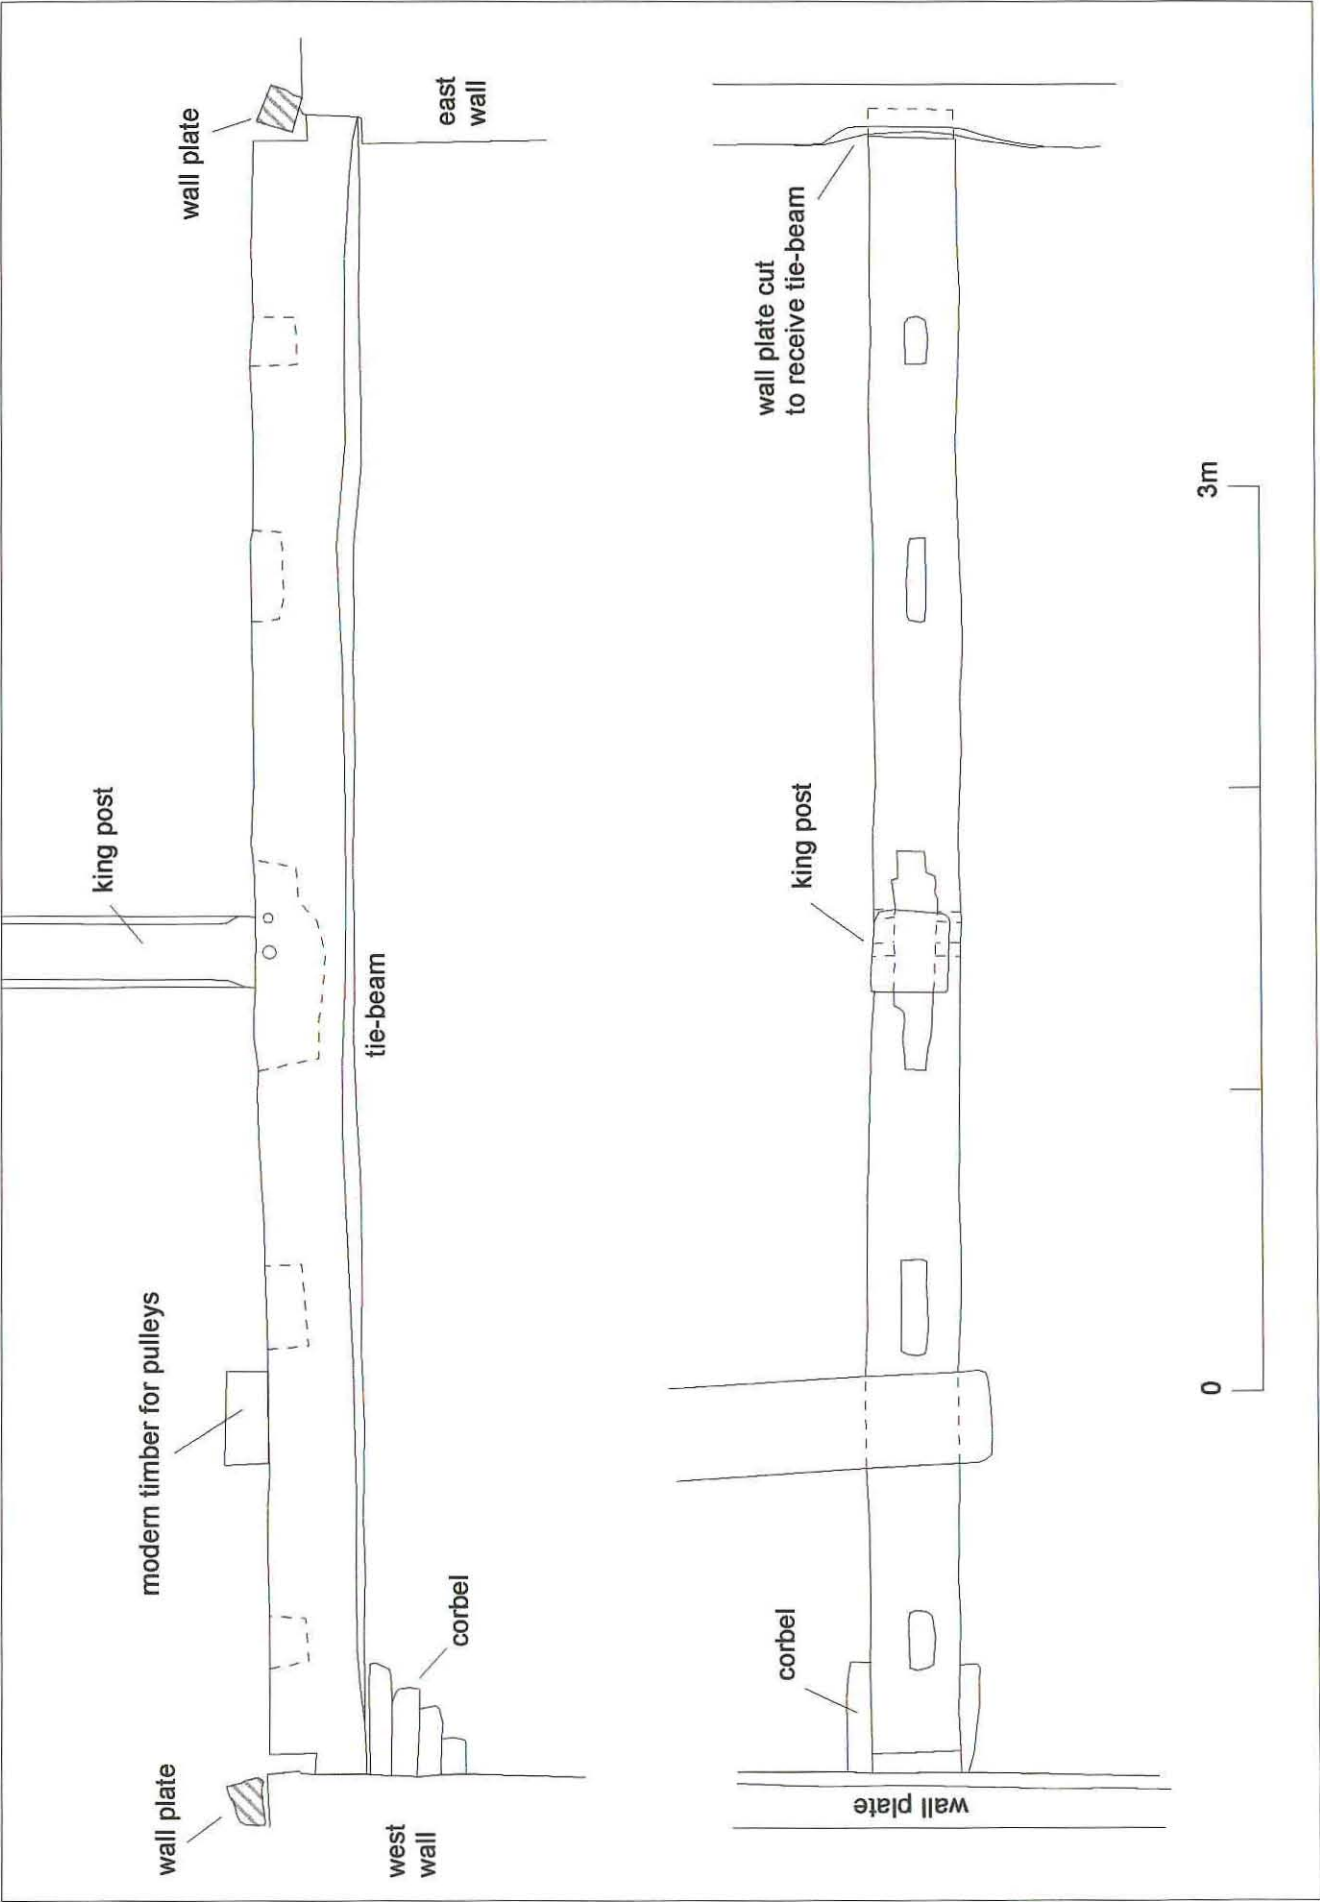 wall plate
west
wall
modern timber for pulleys
corbel
king post
tie-beam
wall plate
east
wall
wall plate
corbel
king post
wall plate cut
to receive tie-beam
0
3m